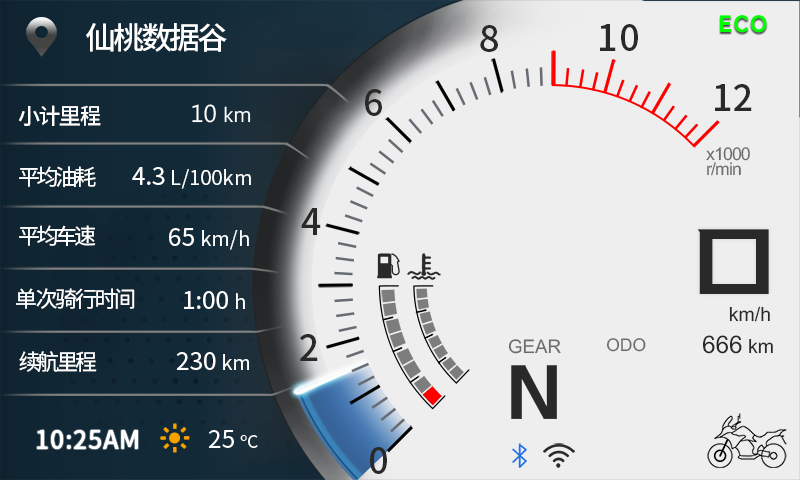 仙桃数据谷
ECO
小计里程 10 km
平均油耗 4.3 L/100km
平均车速 65 km/h
单次骑行时间 1:00 h
续航里程 230 km
10:25AM 25 ℃
0
2
4
6
8
10
12
x1000
r/min
0
km/h
GEAR
N
ODO 666 km